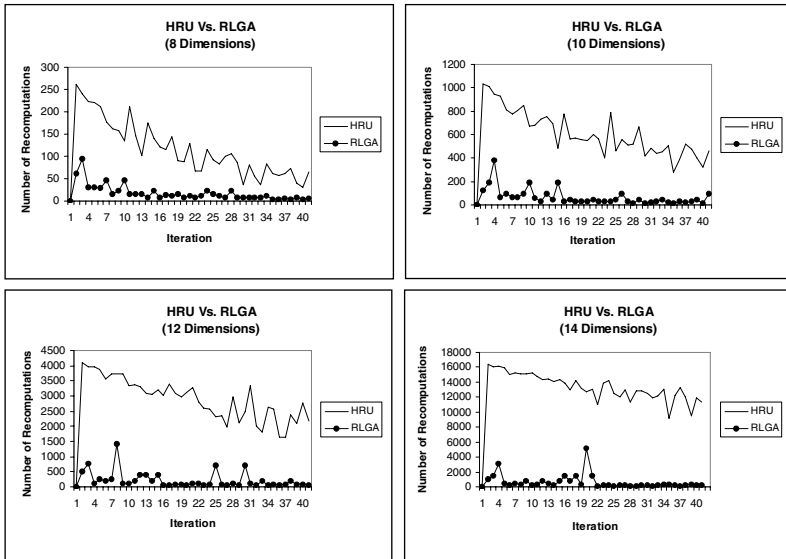 HRU Vs. RLGA
(8 Dimensions)
Number of Recomputations
300
250
200
150
100
50
0
1 4 7 10 13 16 19 22 25 28 31 34 37 40
Iteration
HRU
RLGA
HRU Vs. RLGA
(10 Dimensions)
Number of Recomputations
1200
1000
800
600
400
200
0
1 4 7 10 13 16 19 22 25 28 31 34 37 40
Iteration
HRU
RLGA
HRU Vs. RLGA
(12 Dimensions)
Number of Recomputations
4500
4000
3500
3000
2500
2000
1500
1000
500
0
1 4 7 10 13 16 19 22 25 28 31 34 37 40
Iteration
HRU
RLGA
HRU Vs. RLGA
(14 Dimensions)
Number of Recomputations
18000
16000
14000
12000
10000
8000
6000
4000
2000
0
1 4 7 10 13 16 19 22 25 28 31 34 37 40
Iteration
HRU
RLGA